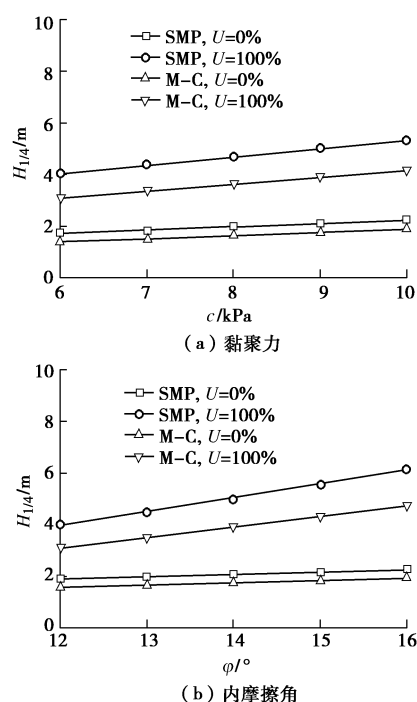 10
8
6
4
2
0
H1/4/m
SMP, U=0%
SMP, U=100%
M-C, U=0%
M-C, U=100%
6 7 8 9 10
c/kPa
(a) 黏聚力
10
8
6
4
2
0
H1/4/m
SMP, U=0%
SMP, U=100%
M-C, U=0%
M-C, U=100%
12 13 14 15 16
φ/°
(b) 内摩擦角